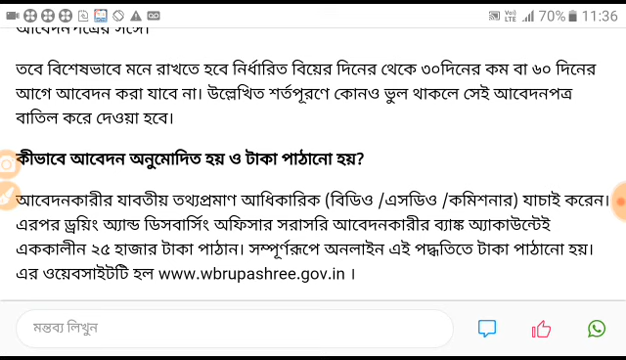 70% 11:36
আবেদনপত্রের সঙ্গে।
তবে বিশেষভাবে মনে রাখতে হবে নির্ধারিত বিয়ের দিনের থেকে ৩০দিনের কম বা ৬০ দিনের
আগে আবেদন করা যাবে না। উল্লেখিত শর্তপূরণে কোনও ভুল থাকলে সেই আবেদনপত্র
বাতিল করে দেওয়া হবে।
কীভাবে আবেদন অনুমোদিত হয় ও টাকা পাঠানো হয়?
আবেদনকারীর যাবতীয় তথ্যপ্রমাণ আধিকারিক (বিডিও /এসডিও /কমিশনার) যাচাই করেন।
এরপর ড্রয়িং অ্যান্ড ডিসবার্সিং অফিসার সরাসরি আবেদনকারীর ব্যাঙ্ক অ্যাকাউন্টেই
এককালীন ২৫ হাজার টাকা পাঠান। সম্পূর্ণরূপে অনলাইন এই পদ্ধতিতে টাকা পাঠানো হয়।
এর ওয়েবসাইটটি হল www.wbrupashree.gov.in ।
মন্তব্য লিখুন